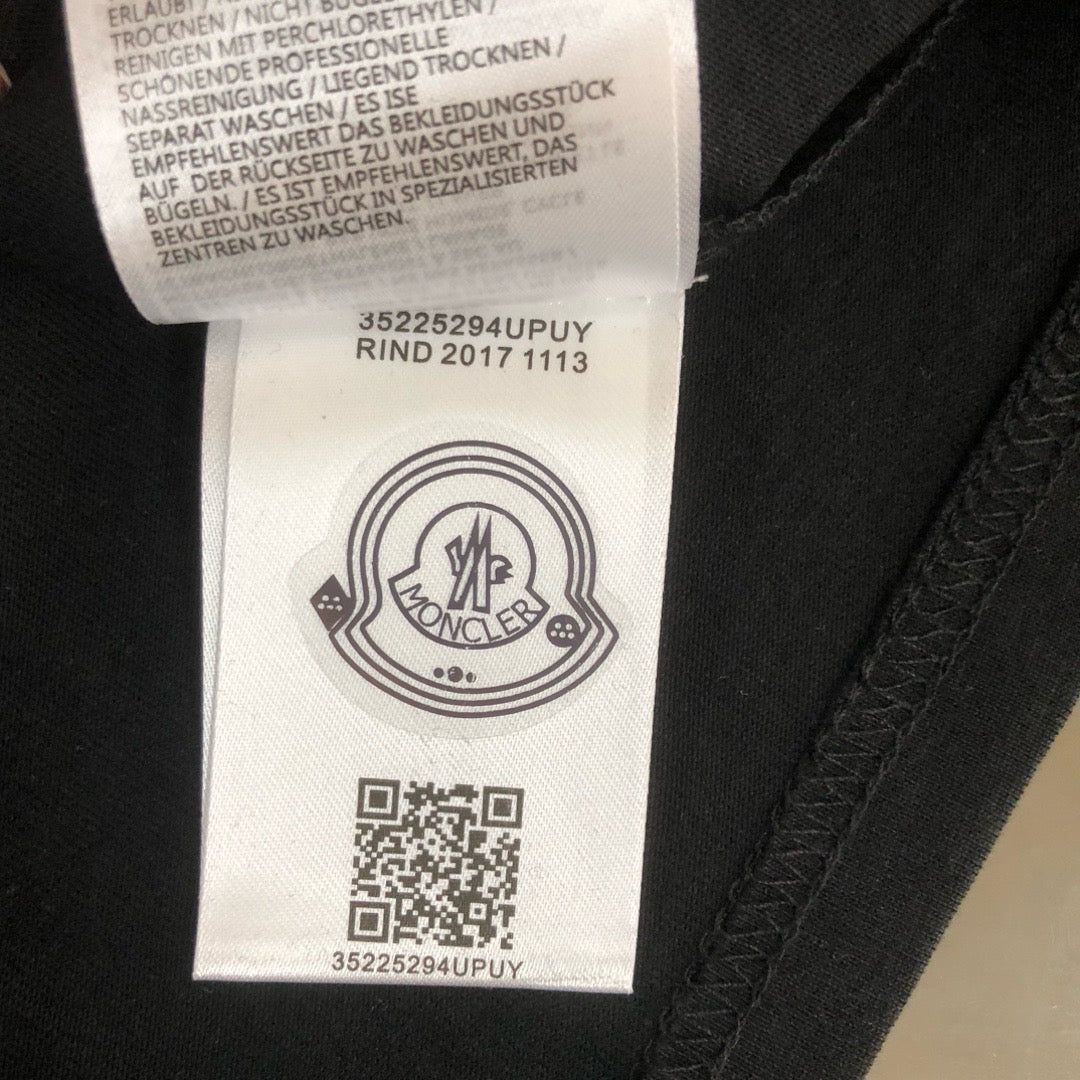 ERLAUBT /
TROCKNEN / NICHT BÜGELN
REINIGEN MIT PERCHLORETHYLEN /
SCHONENDE PROFESSIONELLE
NASSREINIGUNG / LIEGEND TROCKNEN /
SEPARAT WASCHEN / ES ISE
EMPFEHLENSWERT DAS BEKLEIDUNGSSTÜCK
AUF DER RÜCKSEITE ZU WASCHEN UND
BÜGELN. / ES IST EMPFEHLENSWERT, DAS
BEKLEIDUNGSSTÜCK IN SPEZIALISIERTEN
ZENTREN ZU WASCHEN.
35225294UPUY
RIND 2017 1113
MONCLER
35225294UPUY